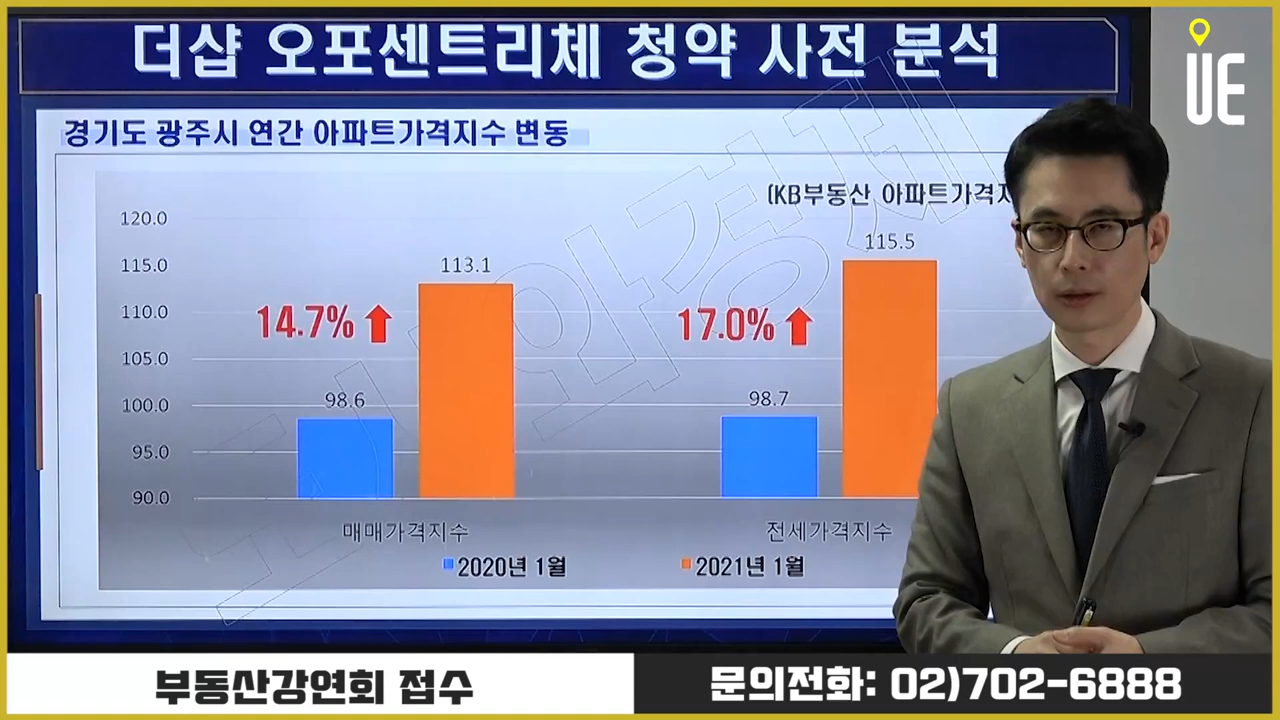 더샵 오포센트리체 청약 사전 분석
UE
경기도 광주시 연간 아파트가격지수 변동
(KB부동산 아파트가격지
120.0
115.0
110.0
105.0
100.0
95.0
90.0
98.6
14.7%
113.1
98.7
17.0%
115.5
매매가격지수
전세가격지수
2020년 1월
2021년 1월
부동산강연회 접수
문의전화: 02)702-6888